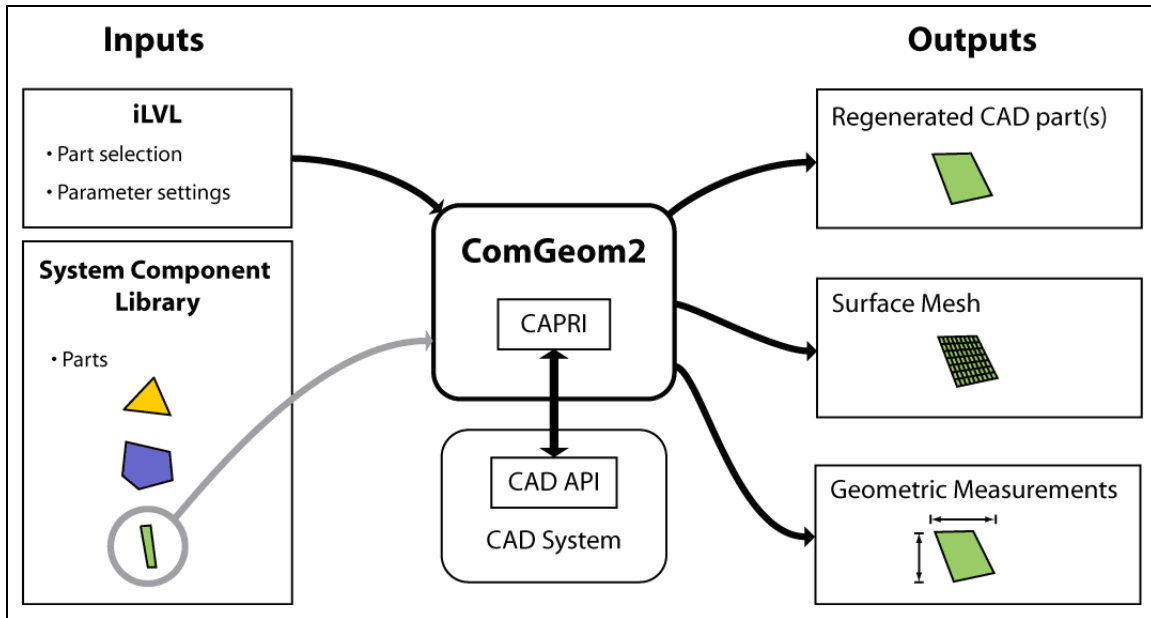 Inputs
iLVL
• Part selection
• Parameter settings
System Component
Library
• Parts
ComGeom2
CAPRI
CAD API
CAD System
Outputs
Regenerated CAD part(s)
Surface Mesh
Geometric Measurements